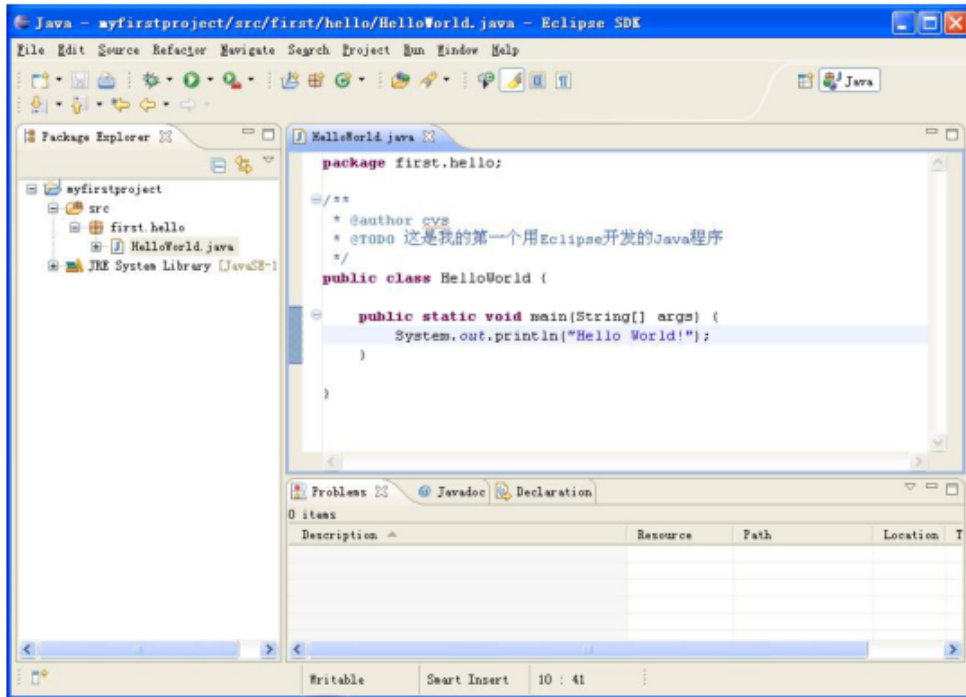 Java - myfirstproject/src/first/hello/HelloWorld.java - Eclipse SDK
File Edit Source Refactor Navigate Search Project Run Window Help
Java
Package Explorer
myfirstproject
src
first.hello
HelloWorld.java
JRE System Library [JavaSE-1
HelloWorld.java
package first.hello;
/**
* @author cvs
* @TODO 这是我的第一个用Eclipse开发的Java程序
*/
public class HelloWorld {
public static void main(String[] args) {
System.out.println("Hello World!");
}
}
Problems Javadoc Declaration
0 items
Description Resource Path Location T
Writable Smart Insert 10 : 41